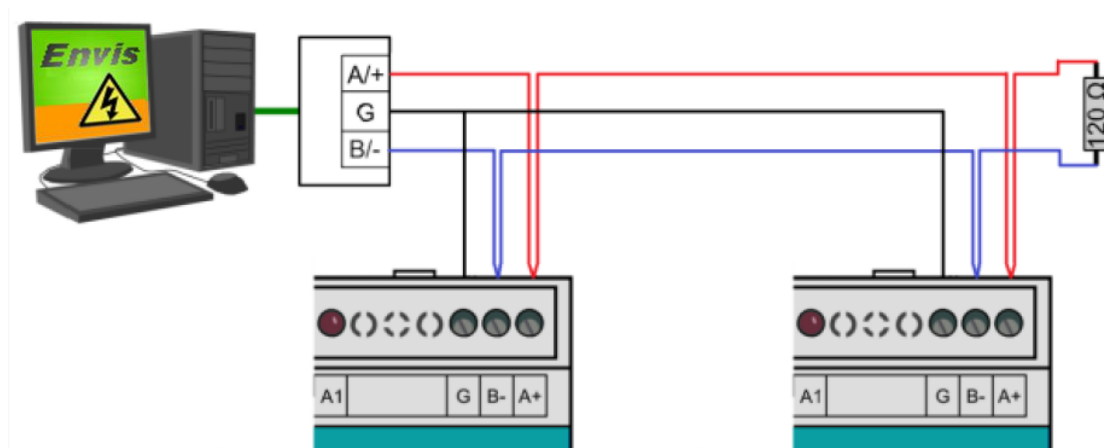 Envis
A/+
G
B/-
120 Ω
A1 G B- A+
A1 G B- A+